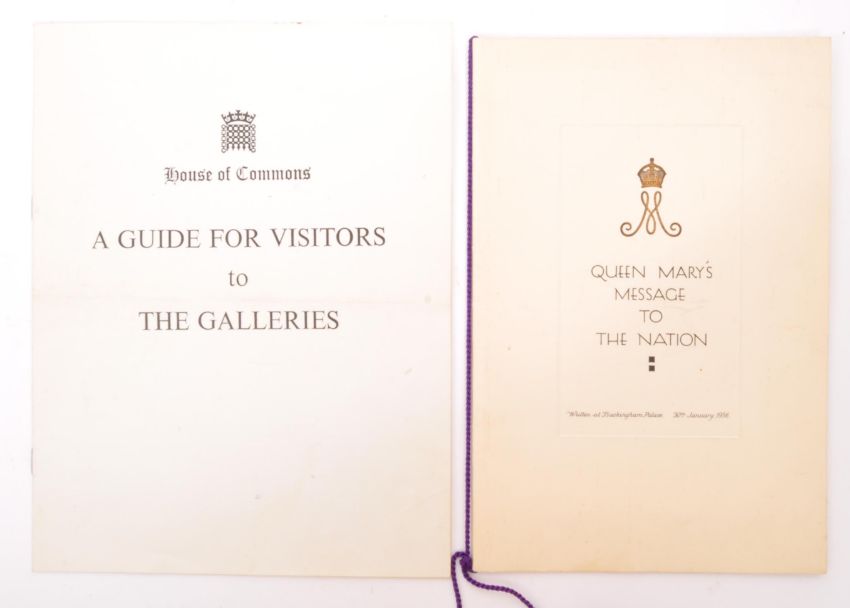 House of Commons
A GUIDE FOR VISITORS
to
THE GALLERIES
QUEEN MARY'S
MESSAGE
TO
THE NATION
Written at Buckingham Palace 30th January 1936